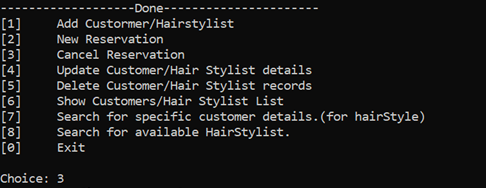 -------------------Done----------------------
[1] Add Custormer/Hairstylist
[2] New Reservation
[3] Cancel Reservation
[4] Update Customer/Hair Stylist details
[5] Delete Customer/Hair Stylist records
[6] Show Customers/Hair Stylist List
[7] Search for specific customer details.(for hairStyle)
[8] Search for available HairStylist.
[0] Exit
Choice: 3